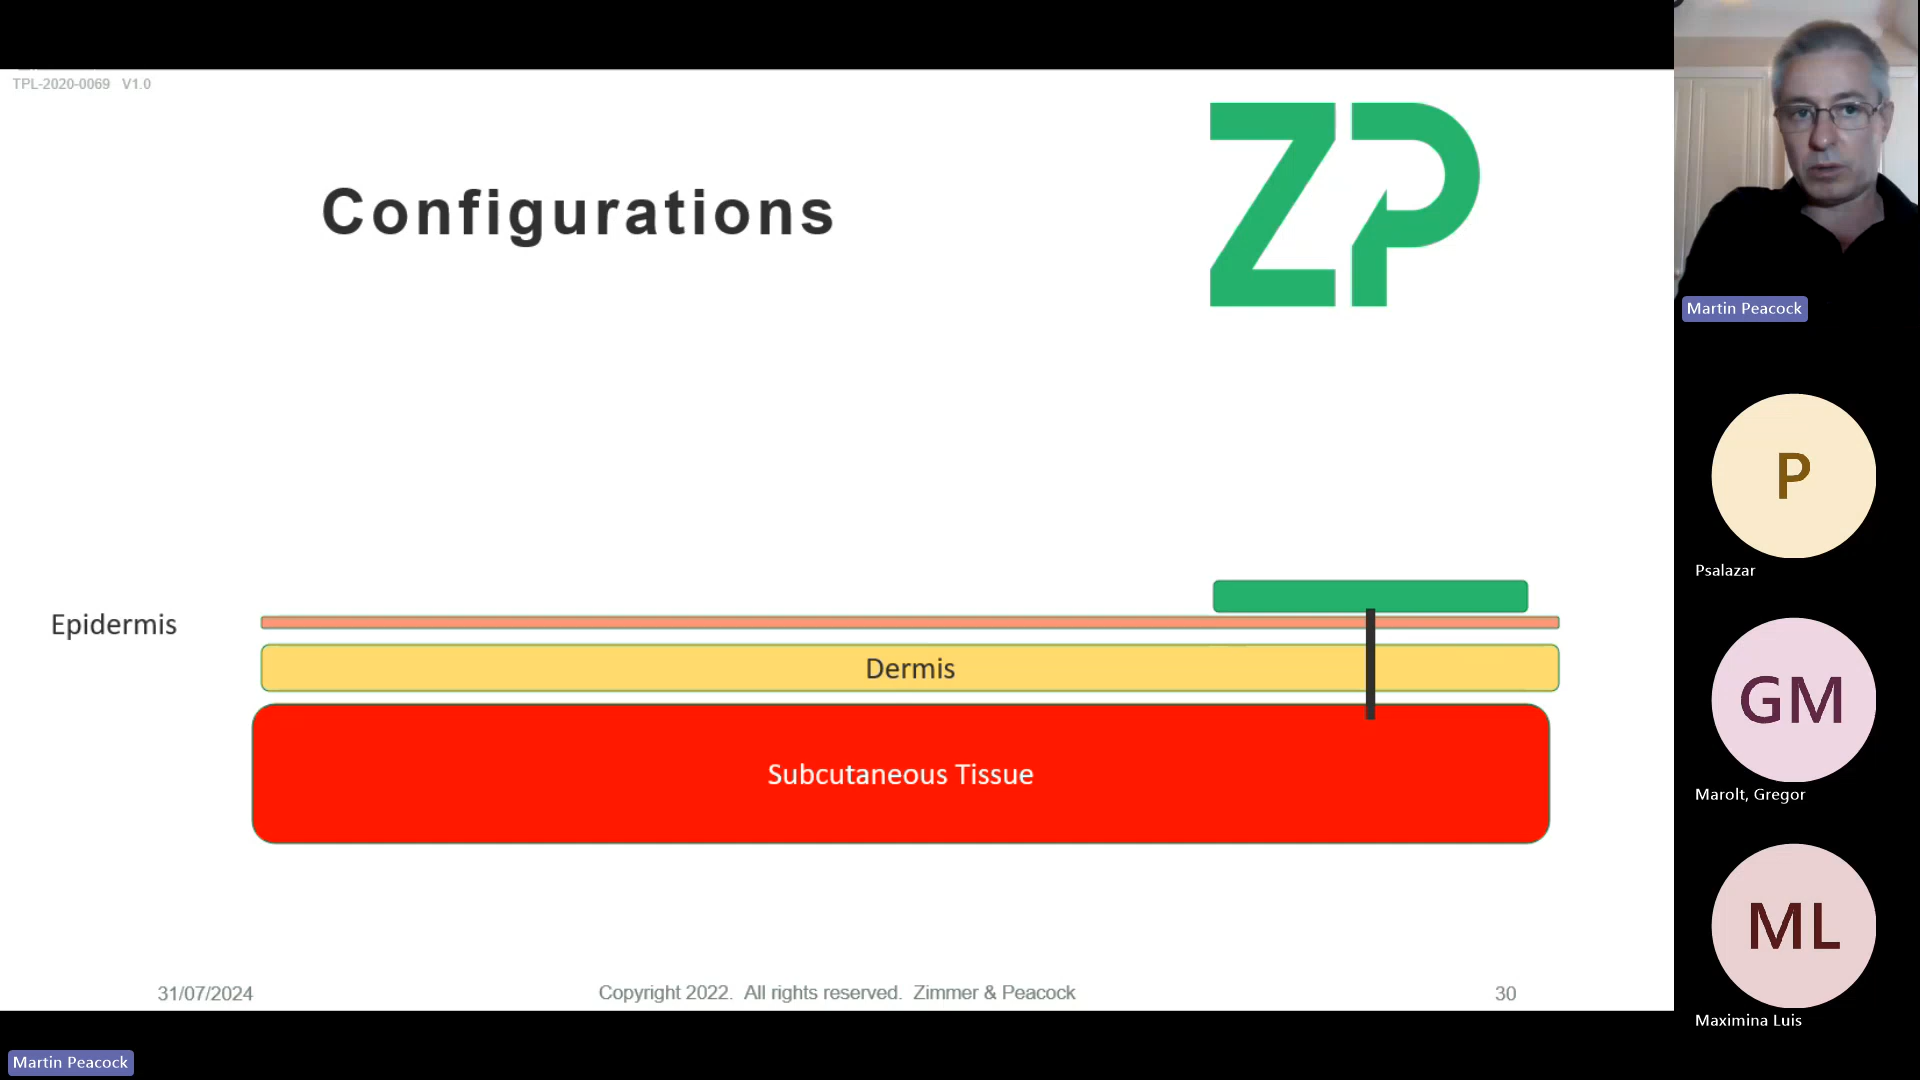 TPL-2020-0069 V1.0
ZP
Configurations
Epidermis
Dermis
Subcutaneous Tissue
31/07/2024
Copyright 2022. All rights reserved. Zimmer & Peacock
30
Martin Peacock
Martin Peacock
P
Psalazar
GM
Marolt, Gregor
ML
Maximina Luis